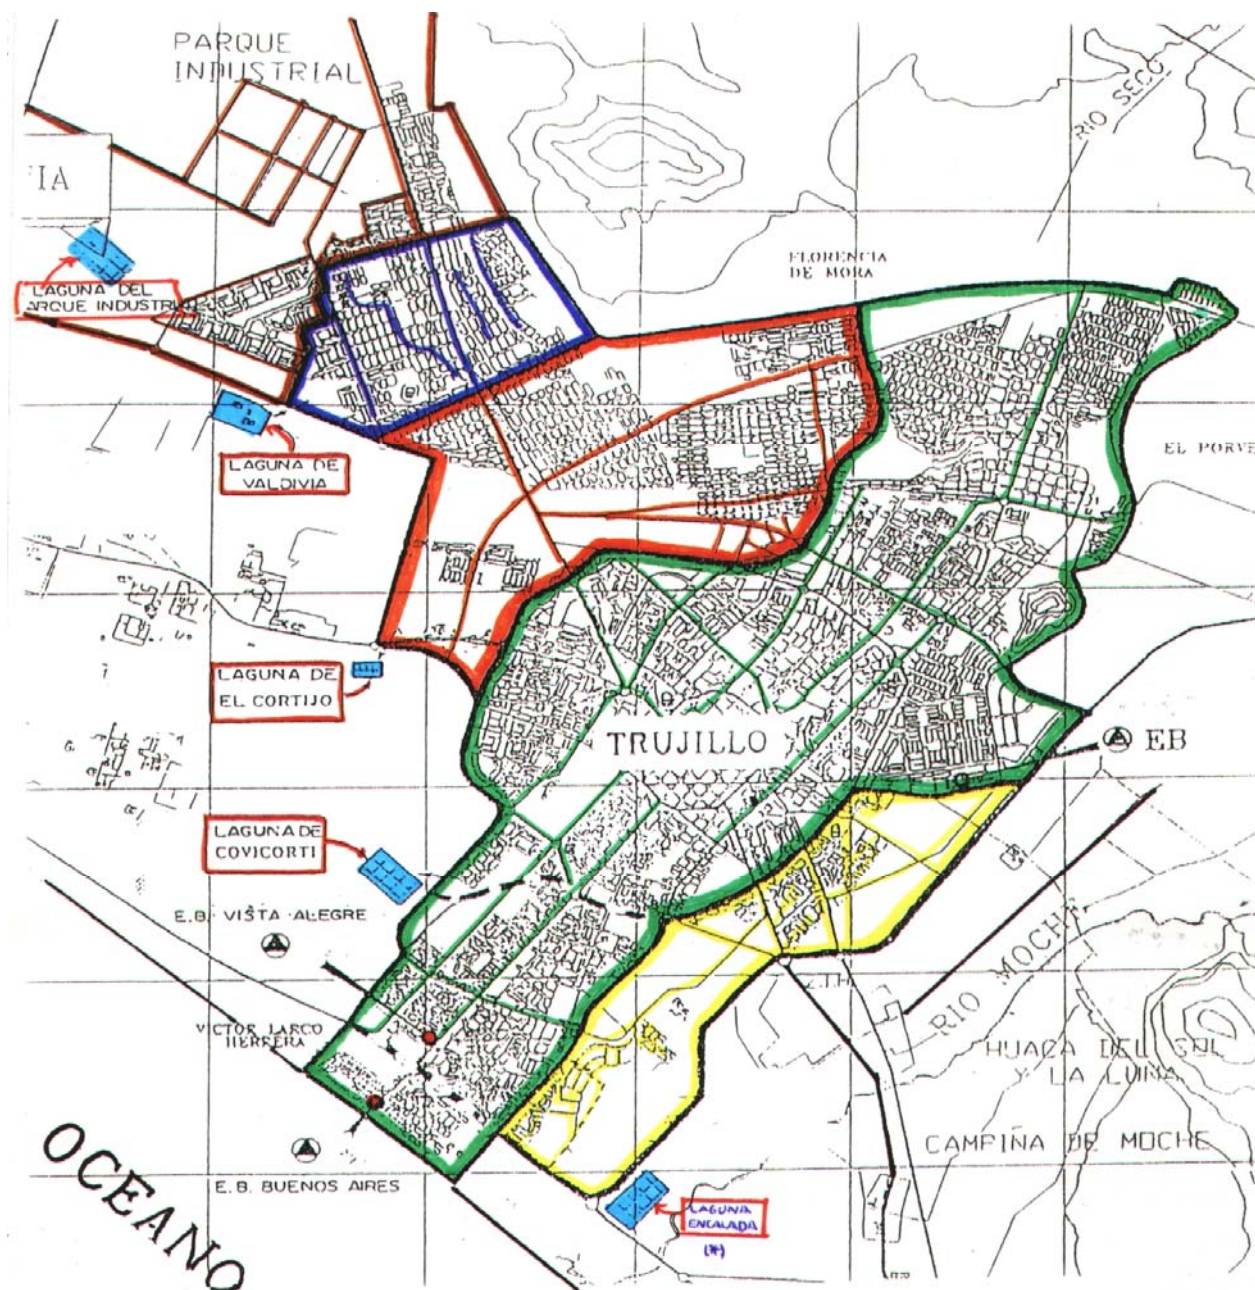 PARQUE
INDUSTRIAL
RIO SECO
FLORENCIA
DE MORA
LAGUNA DEL
ARQUE INDUSTRI
EL PORVE
LAGUNA DE
VALDIVIA
LAGUNA DE
EL CORTIJO
TRUJILLO
EB
LAGUNA DE
COVICORTI
E.B. VISTA ALEGRE
RIO MOCHE
VICTOR LARCO
HERRERA
HUACA DEL SOL
Y LA LUNA
CAMPIÑA DE MOCHE
OCEANO
E.B. BUENOS AIRES
LAGUNA
ENCALADA
(*)